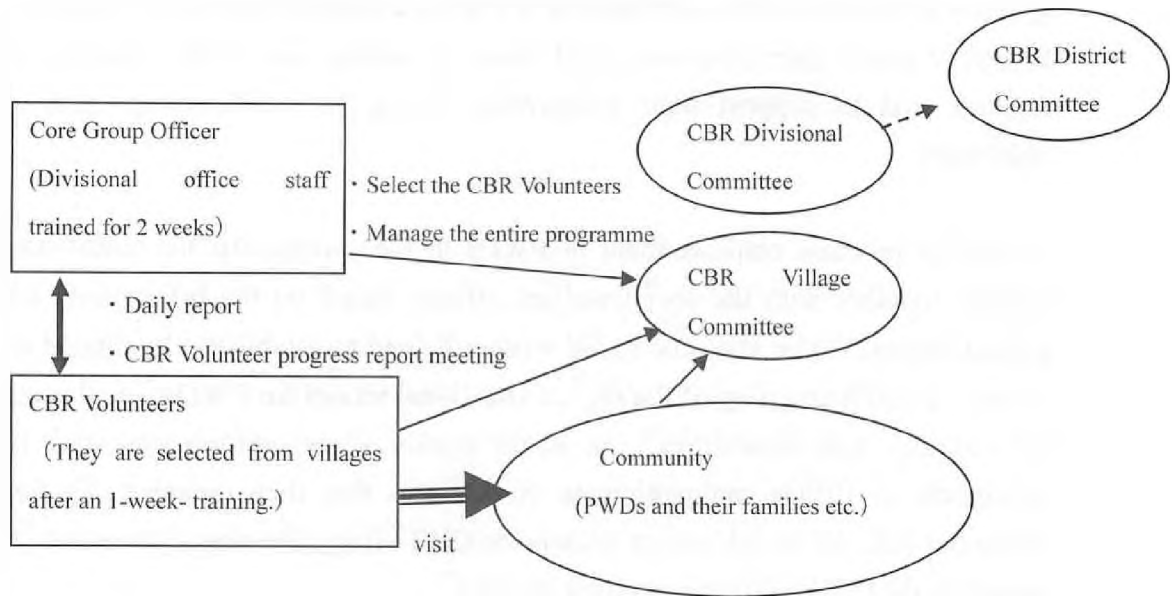 CBR District
Committee
Core Group Officer
(Divisional office staff
trained for 2 weeks)
・Select the CBR Volunteers
・Manage the entire programme
CBR Divisional
Committee
CBR Village
Committee
・Daily report
・CBR Volunteer progress report meeting
CBR Volunteers
(They are selected from villages
after an 1-week- training.)
visit
Community
(PWDs and their families etc.)